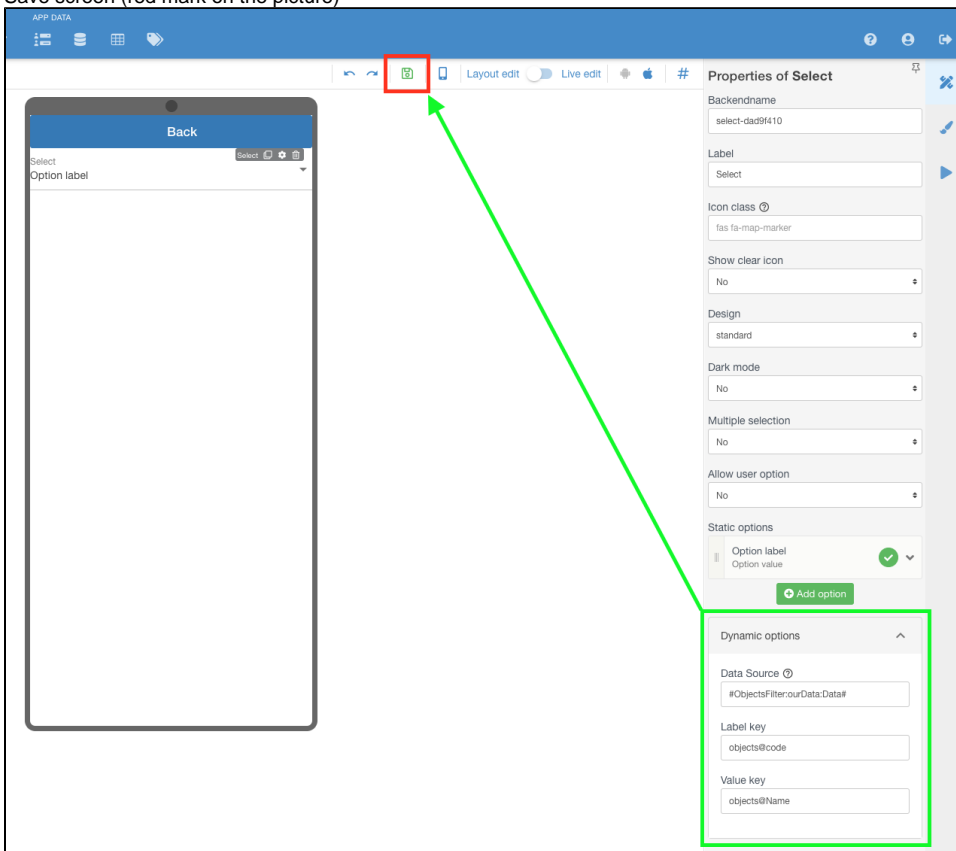 Save screen (red mark on the picture)
APP DATA
Layout edit
Live edit
#
Properties of Select
Backendname
select-dad9f410
Label
Select
Icon class
fas fa-map-marker
Show clear icon
No
Design
standard
Dark mode
No
Multiple selection
No
Allow user option
No
Static options
Option label
Option value
Add option
Dynamic options
Data Source
#ObjectsFilter:ourData:Data#
Label key
objects@code
Value key
objects@Name
Back
Select
Select
Option label